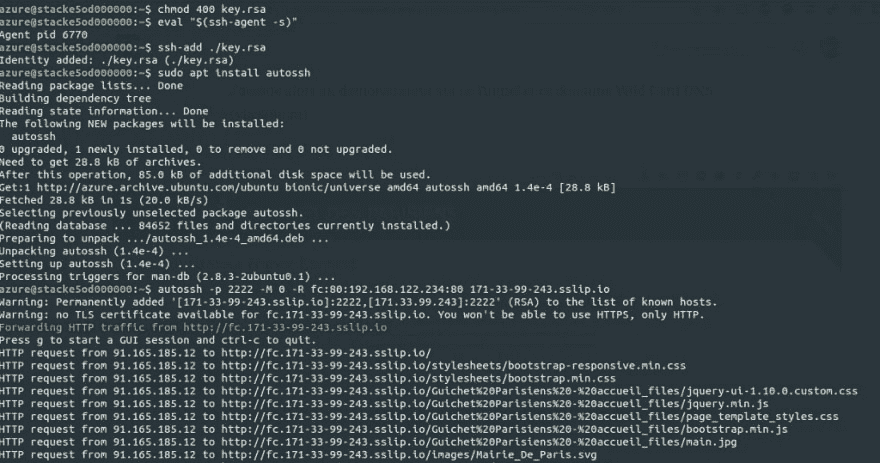 azure@stacke5od000000:~$ chmod 400 key.rsa
azure@stacke5od000000:~$ eval "$(ssh-agent -s)"
Agent pid 6770
azure@stacke5od000000:~$ ssh-add ./key.rsa
Identity added: ./key.rsa (./key.rsa)
azure@stacke5od000000:~$ sudo apt install autossh
Reading package lists... Done
Building dependency tree
Reading state information... Done
The following NEW packages will be installed:
  autossh
0 upgraded, 1 newly installed, 0 to remove and 0 not upgraded.
Need to get 28.8 kB of archives.
After this operation, 85.0 kB of additional disk space will be used.
Get:1 http://azure.archive.ubuntu.com/ubuntu bionic/universe amd64 autossh amd64 1.4e-4 [28.8 kB]
Fetched 28.8 kB in 1s (20.0 kB/s)
Selecting previously unselected package autossh.
(Reading database ... 84652 files and directories currently installed.)
Preparing to unpack .../autossh_1.4e-4_amd64.deb ...
Unpacking autossh (1.4e-4) ...
Setting up autossh (1.4e-4) ...
Processing triggers for man-db (2.8.3-2ubuntu0.1) ...
azure@stacke5od000000:~$ autossh -p 2222 -M 0 -R fc:80:192.168.122.234:80 171-33-99-243.sslip.io
Warning: Permanently added '[171-33-99-243.sslip.io]:2222,[171.33.99.243]:2222' (RSA) to the list of known hosts.
Warning: no TLS certificate available for fc.171-33-99-243.sslip.io. You won't be able to use HTTPS, only HTTP.
Forwarding HTTP traffic from http://fc.171-33-99-243.sslip.io
Press g to start a GUI session and ctrl-c to quit.
HTTP request from 91.165.185.12 to http://fc.171-33-99-243.sslip.io/
HTTP request from 91.165.185.12 to http://fc.171-33-99-243.sslip.io/stylesheets/bootstrap-responsive.min.css
HTTP request from 91.165.185.12 to http://fc.171-33-99-243.sslip.io/stylesheets/bootstrap.min.css
HTTP request from 91.165.185.12 to http://fc.171-33-99-243.sslip.io/Guichet%20Parisiens%20-%20accueil_files/jquery-ui-1.10.0.custom.css
HTTP request from 91.165.185.12 to http://fc.171-33-99-243.sslip.io/Guichet%20Parisiens%20-%20accueil_files/jquery.min.js
HTTP request from 91.165.185.12 to http://fc.171-33-99-243.sslip.io/Guichet%20Parisiens%20-%20accueil_files/page_template_styles.css
HTTP request from 91.165.185.12 to http://fc.171-33-99-243.sslip.io/Guichet%20Parisiens%20-%20accueil_files/bootstrap.min.js
HTTP request from 91.165.185.12 to http://fc.171-33-99-243.sslip.io/Guichet%20Parisiens%20-%20accueil_files/main.jpg
HTTP request from 91.165.185.12 to http://fc.171-33-99-243.sslip.io/images/Mairie_De_Paris.svg